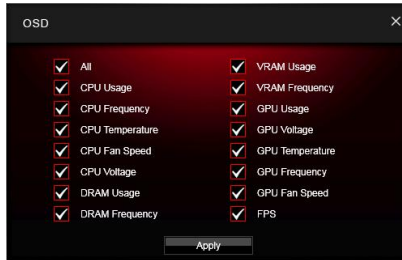 OSD
All
CPU Usage
CPU Frequency
CPU Temperature
CPU Fan Speed
CPU Voltage
DRAM Usage
DRAM Frequency
VRAM Usage
VRAM Frequency
GPU Usage
GPU Voltage
GPU Temperature
GPU Frequency
GPU Fan Speed
FPS
Apply